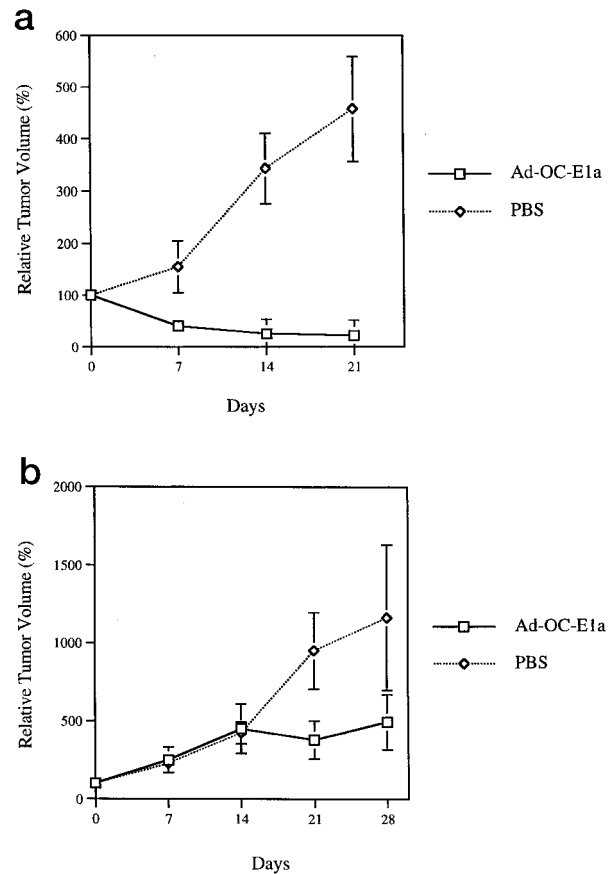 a
Relative Tumor Volume (%)
600
500
400
300
200
100
0
0 7 14 21
Days
Ad-OC-E1a
PBS
b
Relative Tumor Volume (%)
2000
1500
1000
500
0
0 7 14 21 28
Days
Ad-OC-E1a
PBS